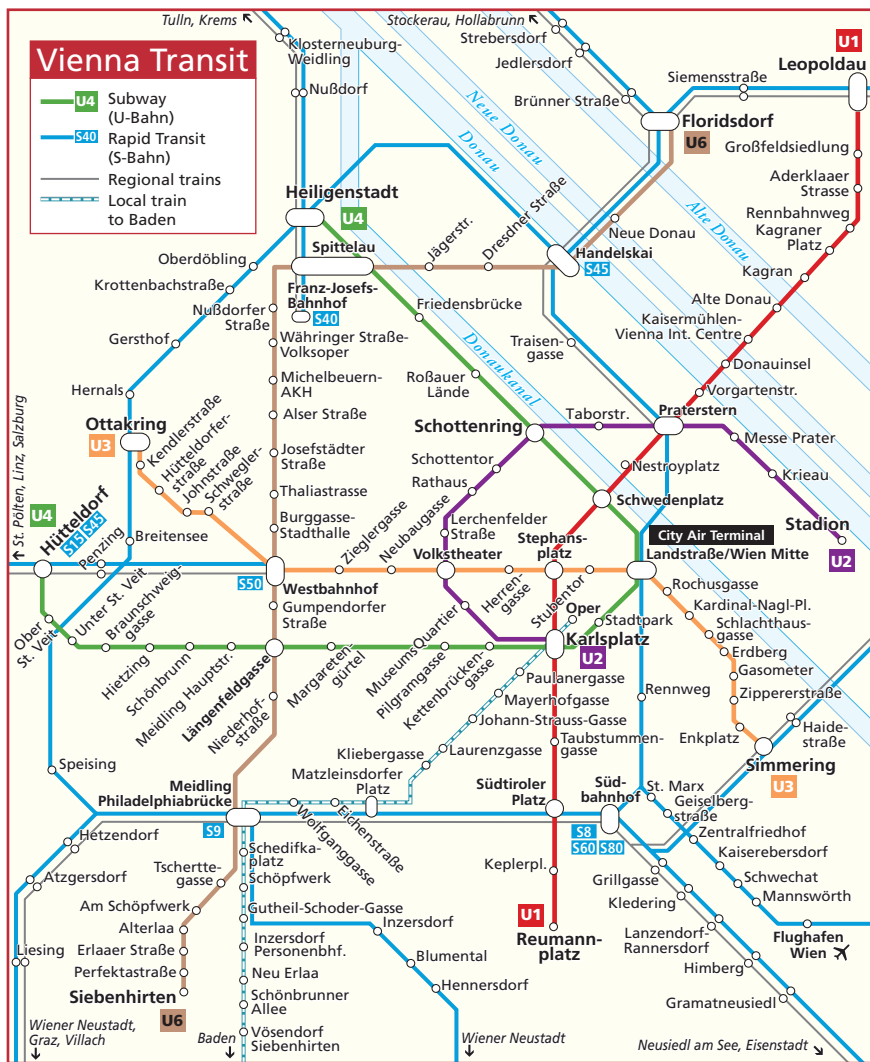 Tulln, Krems
Stockerau, Hollabrunn
Vienna Transit
U4
Subway
(U-Bahn)
S40
Rapid Transit
(S-Bahn)
Regional trains
Local train
to Baden
Klosterneuburg-
Weidling
Nußdorf
Strebersdorf
Jedlersdorf
Brünner Straße
Siemensstraße
U1
Leopoldau
Floridsdorf
U6
Großfeldsiedlung
Aderklaaer
Strasse
Rennbahnweg
Kagraner
Platz
Kagran
Alte Donau
Kaisermühlen-
Vienna Int. Centre
Donauinsel
Vorgartenstr.
Neue Donau
Donau
Alte Donau
Donaukanal
Heiligenstadt
U4
Spittelau
Franz-Josefs-
Bahnhof
S40
Jägerstr.
Dresdner Straße
Neue Donau
Handelskai
S45
Oberdöbling
Krottenbachstraße
Gersthof
Hernals
Nußdorfer
Straße
Währinger Straße-
Volksoper
Michelbeuern-
AKH
Alser Straße
Josefstädter
Straße
Thaliastrasse
Burggasse-
Stadthalle
Friedensbrücke
Roßauer
Lände
Traisen-
gasse
Schottenring
Taborstr.
Praterstern
Messe Prater
Krieau
Stadion
U2
Nestroyplatz
Schwedenplatz
Schottentor
Rathaus
Lerchenfelder
Straße
Volkstheater
Stephans-
platz
City Air Terminal
Landstraße/Wien Mitte
Ottakring
U3
Kendlerstraße
Hütteldorfer-
straße
Johnstraße
Schwegler-
straße
St. Pölten, Linz, Salzburg
U4
Hütteldorf
S15
S45
Penzing
Breitensee
S50
Westbahnhof
Zieglergasse
Neubaugasse
Herren-
gasse
Stubentor
Oper
Karlsplatz
U2
Stadtpark
Rochusgasse
Kardinal-Nagl-Pl.
Schlachthaus-
gasse
Erdberg
Gasometer
Zippererstraße
Enkplatz
Simmering
U3
Haide-
straße
Gumpendorfer
Straße
Ober
St. Veit
Unter St. Veit
Braunschweig-
gasse
Hietzing
Schönbrunn
Meidling Hauptstr.
Längenfeldgasse
Niederhof-
straße
Margareten-
gürtel
MuseumsQuartier
Pilgramgasse
Kettenbrücken-
gasse
Paulanergasse
Mayerhofgasse
Johann-Strauss-Gasse
Laurenzgasse
Kliebergasse
Matzleinsdorfer
Platz
Taubstummen-
gasse
Rennweg
Speising
Meidling
Philadelphiabrücke
S9
Eichenstraße
Wolfganggasse
Südtiroler
Platz
Süd-
bahnhof
S8
S60
S80
St. Marx
Geiselberg-
straße
Zentralfriedhof
Kaiserebersdorf
Schwechat
Mannswörth
Flughafen
Wien
Grillgasse
Kledering
Lanzendorf-
Rannersdorf
Himberg
Gramatneusiedl
Neusiedl am See, Eisenstadt
Keplerpl.
U1
Reumann-
platz
Hetzendorf
Atzgersdorf
Liesing
Tschertte-
gasse
Am Schöpfwerk
Alterlaa
Erlaaer Straße
Perfektastraße
Siebenhirten
U6
Schedifka-
platz
Schöpfwerk
Gutheil-Schoder-Gasse
Inzersdorf
Personenbhf.
Neu Erlaa
Schönbrunner
Allee
Vösendorf
Siebenhirten
Inzersdorf
Blumental
Hennersdorf
Wiener Neustadt,
Graz, Villach
Baden
Wiener Neustadt